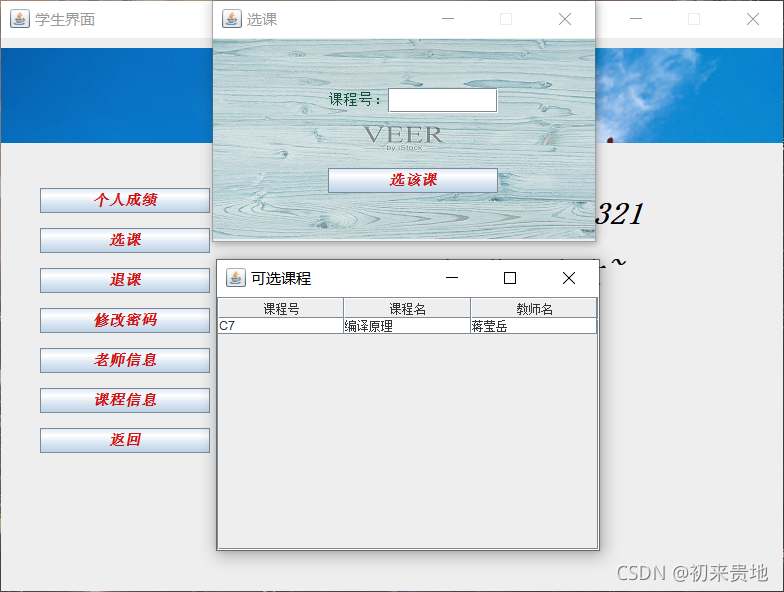 学生界面
选课
课程号：
VEER
by iStock
选该课
321
~
个人成绩
选课
退课
修改密码
老师信息
课程信息
返回
可选课程
课程号 课程名 教师名
C7 编译原理 蒋莹岳
CSDN @初来贵地